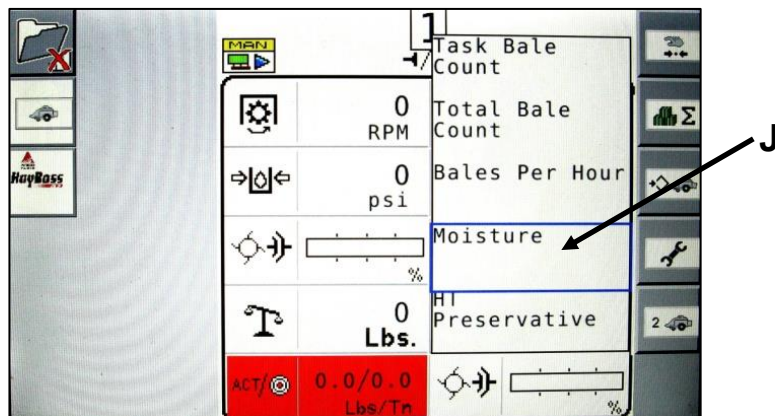 1
MAN
Task Bale
Count
0
RPM
Total Bale
Count
J
HayBoss
0
psi
Bales Per Hour
%
Moisture
0
Lbs.
HT
Preservative
2
ACT/
0.0/0.0
Lbs/Tn
%
Σ